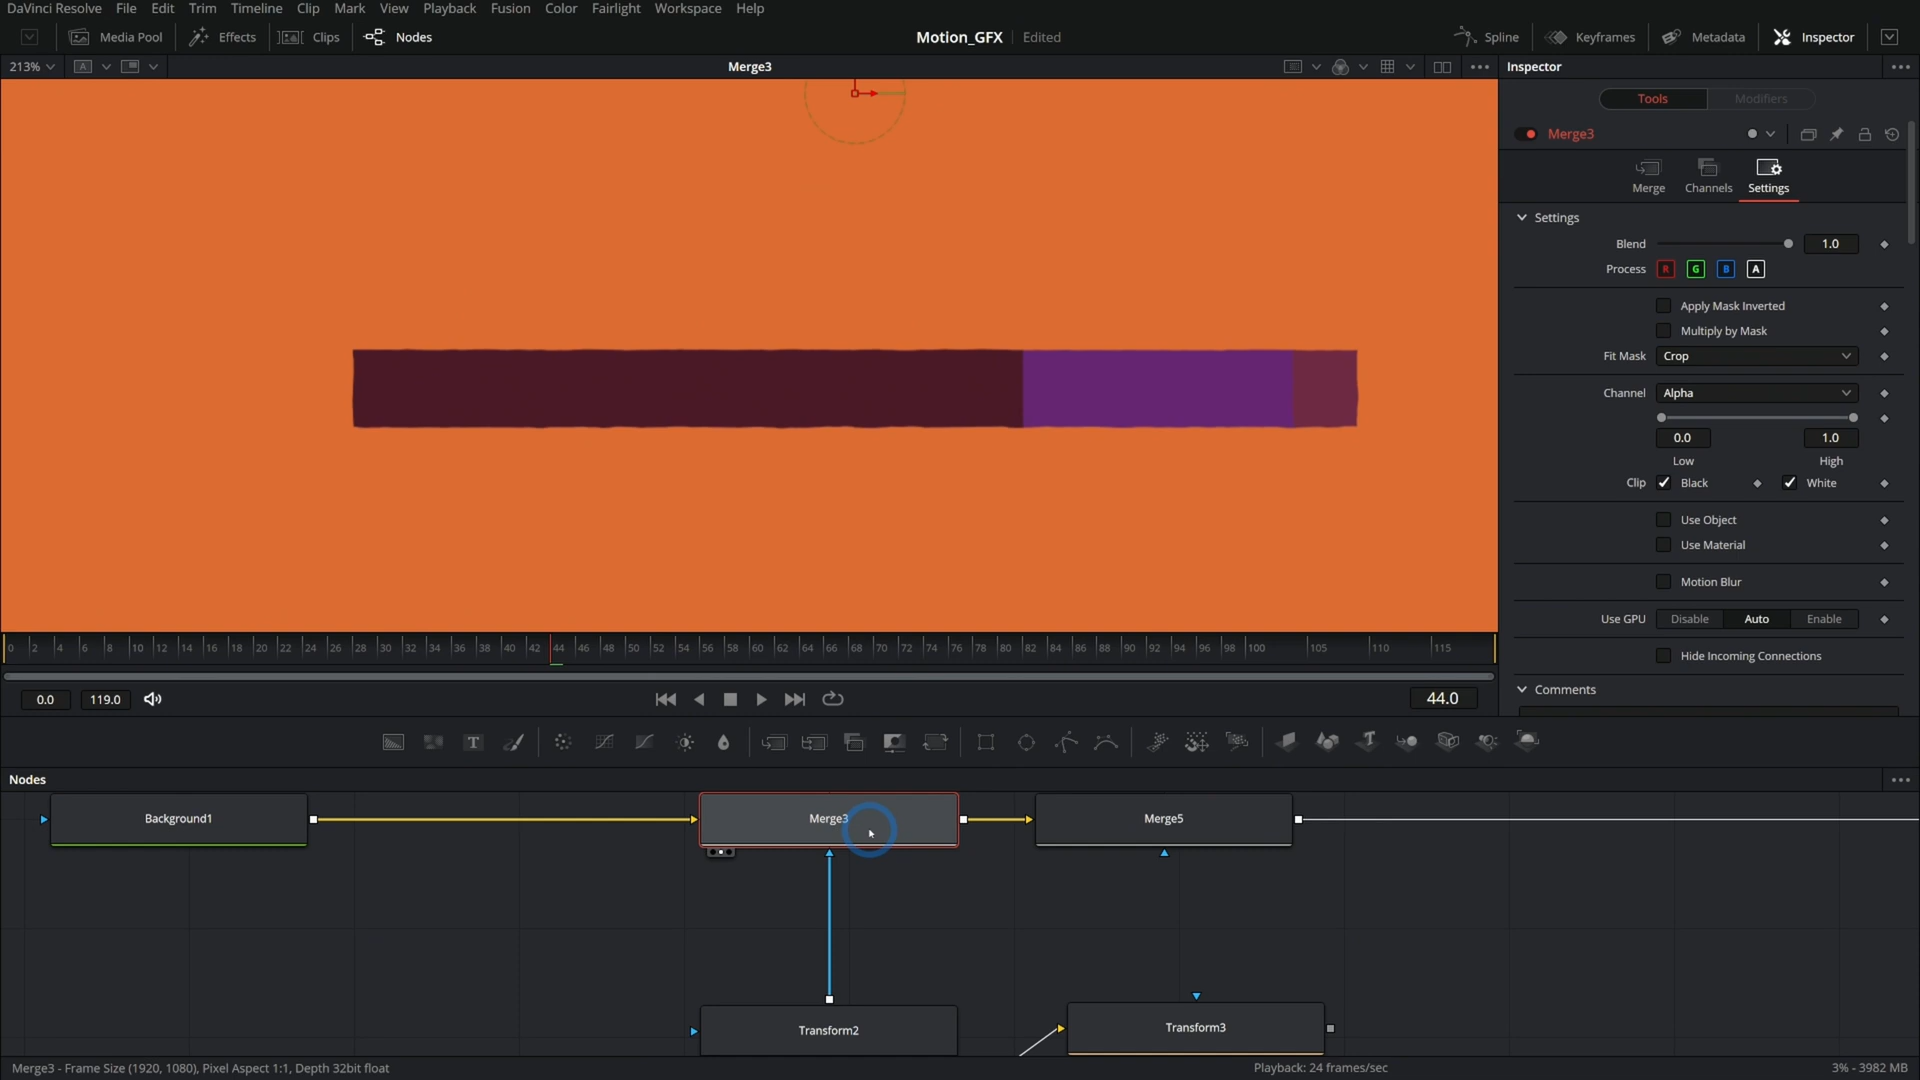 DaVinci Resolve File Edit Trim Timeline Clip Mark View Playback Fusion Color Fairlight Workspace Help
Media Pool Effects Clips Nodes Motion_GFX Edited Spline Keyframes Metadata Inspector
213% A Merge3 Inspector
Tools Modifiers
Merge3
Merge Channels Settings
Settings
Blend 1.0
Process R G B A
Apply Mask Inverted
Multiply by Mask
Fit Mask Crop
Channel Alpha
0.0 1.0
Low High
Clip Black White
Use Object
Use Material
Motion Blur
Use GPU Disable Auto Enable
Hide Incoming Connections
Comments
0 2 4 6 8 10 12 14 16 18 20 22 24 26 28 30 32 34 36 38 40 42 44 46 48 50 52 54 56 58 60 62 64 66 68 70 72 74 76 78 80 82 84 86 88 90 92 94 96 98 100 105 110 115
0.0 119.0 44.0
T T
Nodes
Background1 Merge3 Merge5
Transform2 Transform3
Merge3 - Frame Size (1920, 1080), Pixel Aspect 1:1, Depth 32bit float Playback: 24 frames/sec 3% - 3982 MB